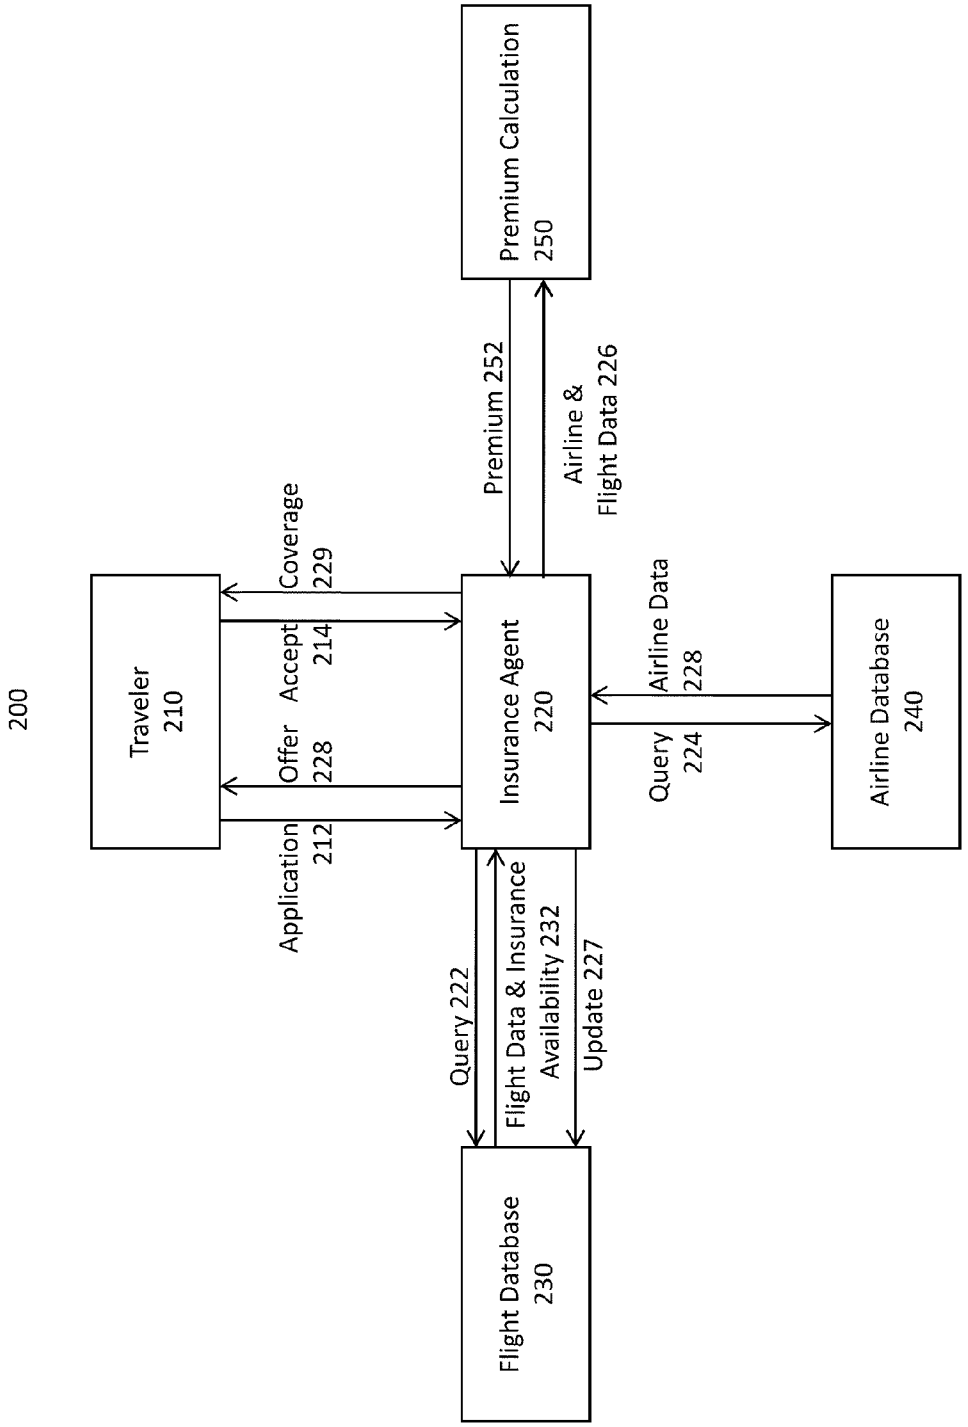 200
Traveler
210
Application
212
Offer
228
Accept
214
Coverage
229
Flight Database
230
Query 222
Flight Data & Insurance
Availability 232
Update 227
Insurance Agent
220
Premium 252
Airline &
Flight Data 226
Premium Calculation
250
Query
224
Airline Data
228
Airline Database
240